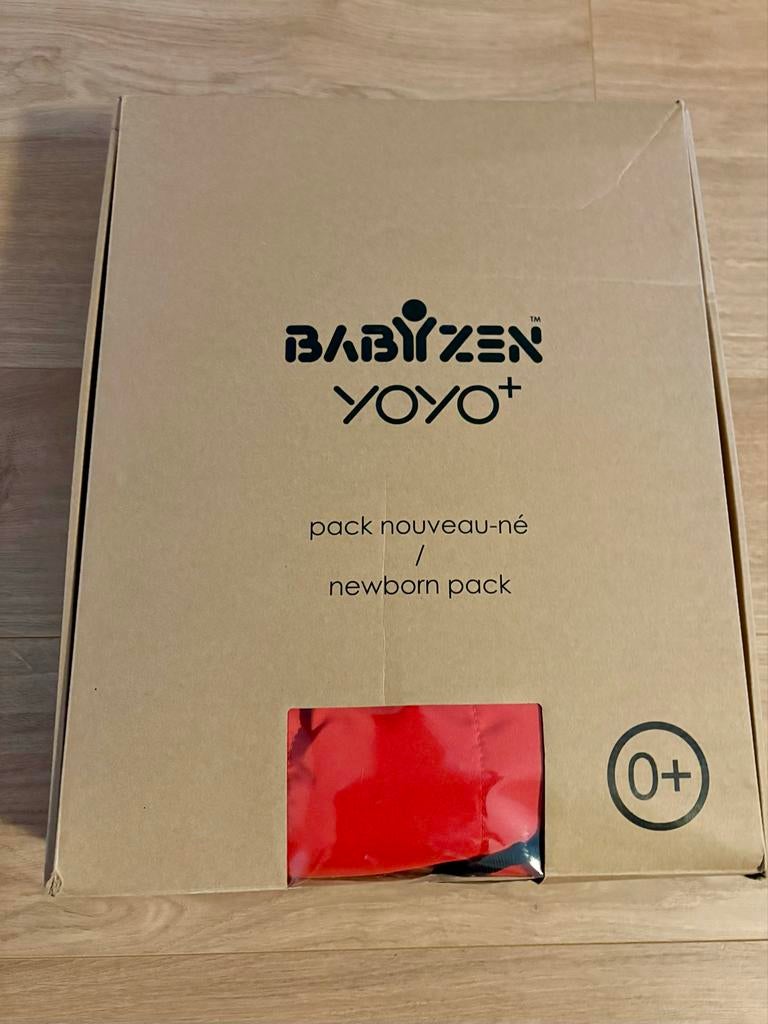 BABYZEN™
YOYO+
pack nouveau-né
/
newborn pack
0+